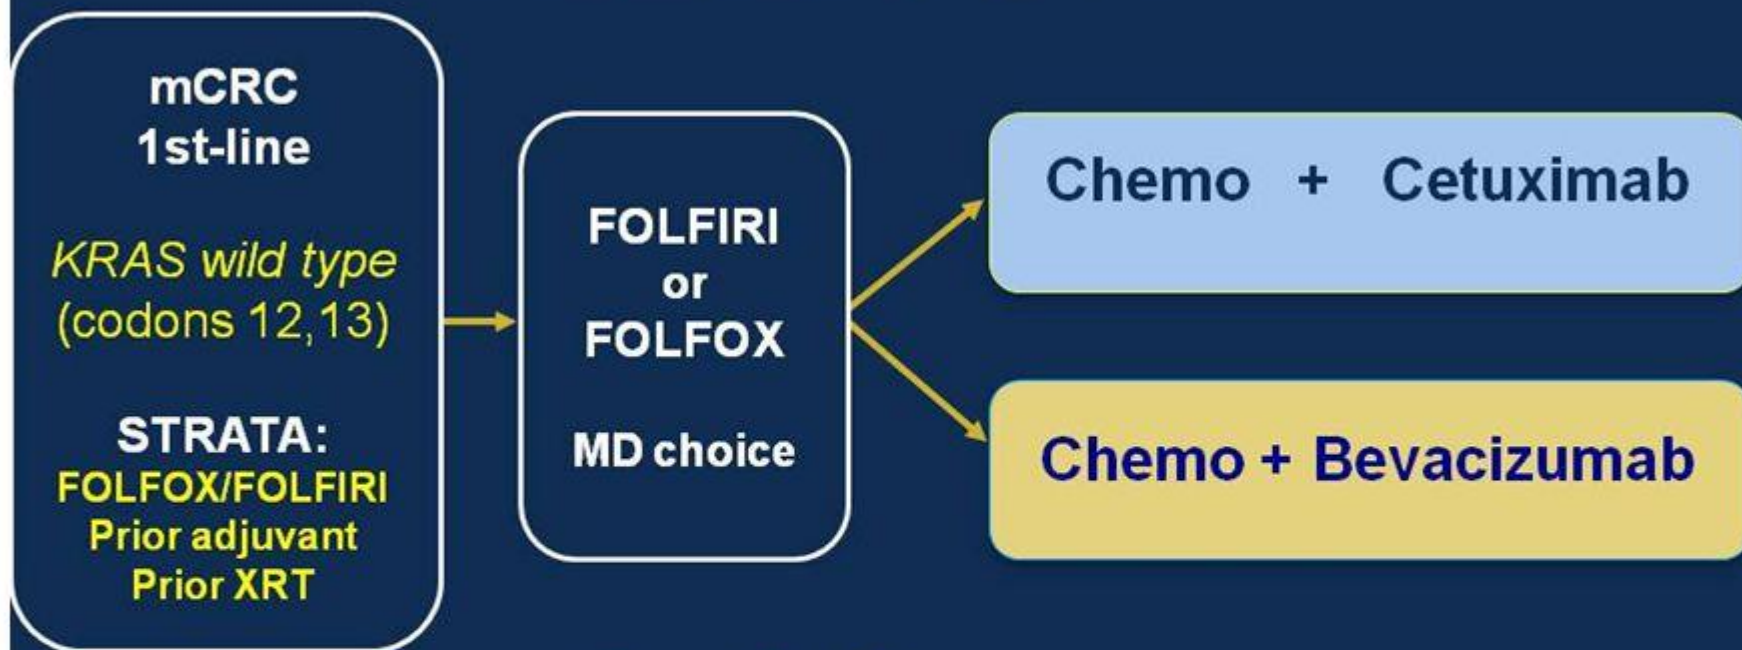 mCRC
1st-line
KRAS wild type
(codons 12,13)
STRATA:
FOLFOX/FOLFIRI
Prior adjuvant
Prior XRT
FOLFIRI
or
FOLFOX
MD choice
Chemo + Cetuximab
Chemo + Bevacizumab